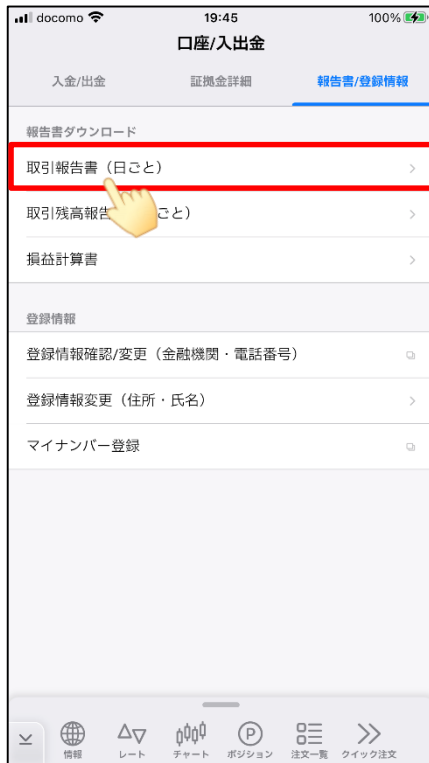 docomo 19:45 100%
口座/入出金
入金/出金 証拠金詳細 報告書/登録情報
報告書ダウンロード
取引報告書（日ごと）
取引残高報告 ごと）
損益計算書
登録情報
登録情報確認/変更（金融機関・電話番号）
登録情報変更（住所・氏名）
マイナンバー登録
P
情報 レート チャート ポジション 注文一覧 クイック注文